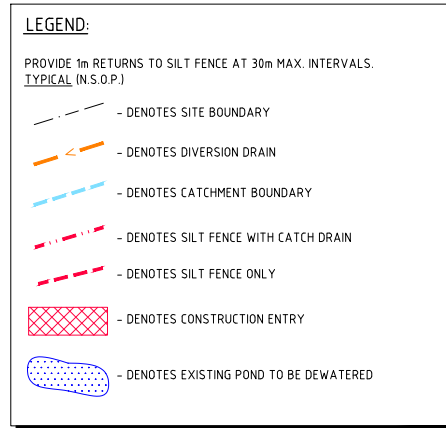 LEGEND:
PROVIDE 1m RETURNS TO SILT FENCE AT 30m MAX. INTERVALS.
TYPICAL (N.S.O.P.)
- DENOTES SITE BOUNDARY
- DENOTES DIVERSION DRAIN
- DENOTES CATCHMENT BOUNDARY
- DENOTES SILT FENCE WITH CATCH DRAIN
- DENOTES SILT FENCE ONLY
- DENOTES CONSTRUCTION ENTRY
- DENOTES EXISTING POND TO BE DEWATERED